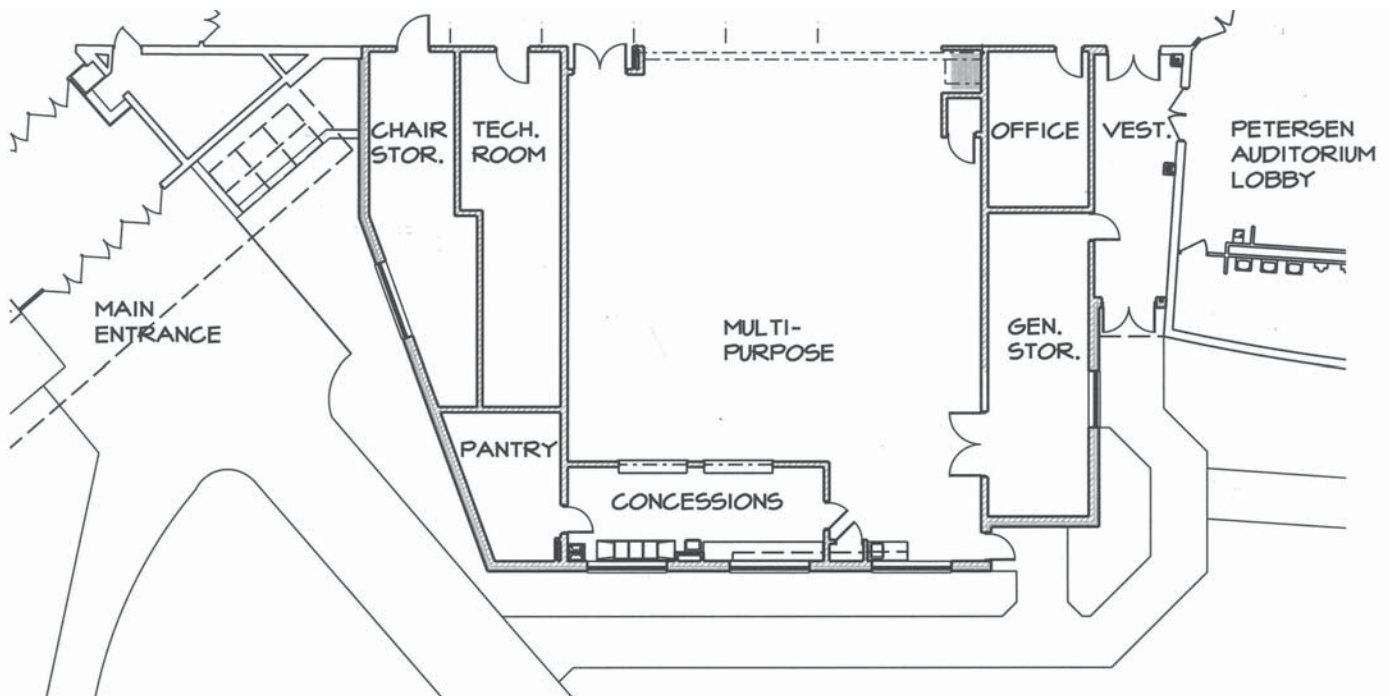 CHAIR
STOR.
TECH.
ROOM
OFFICE
VEST.
PETERSEN
AUDITORIUM
LOBBY
MAIN
ENTRANCE
MULTI-
PURPOSE
GEN.
STOR.
PANTRY
CONCESSIONS